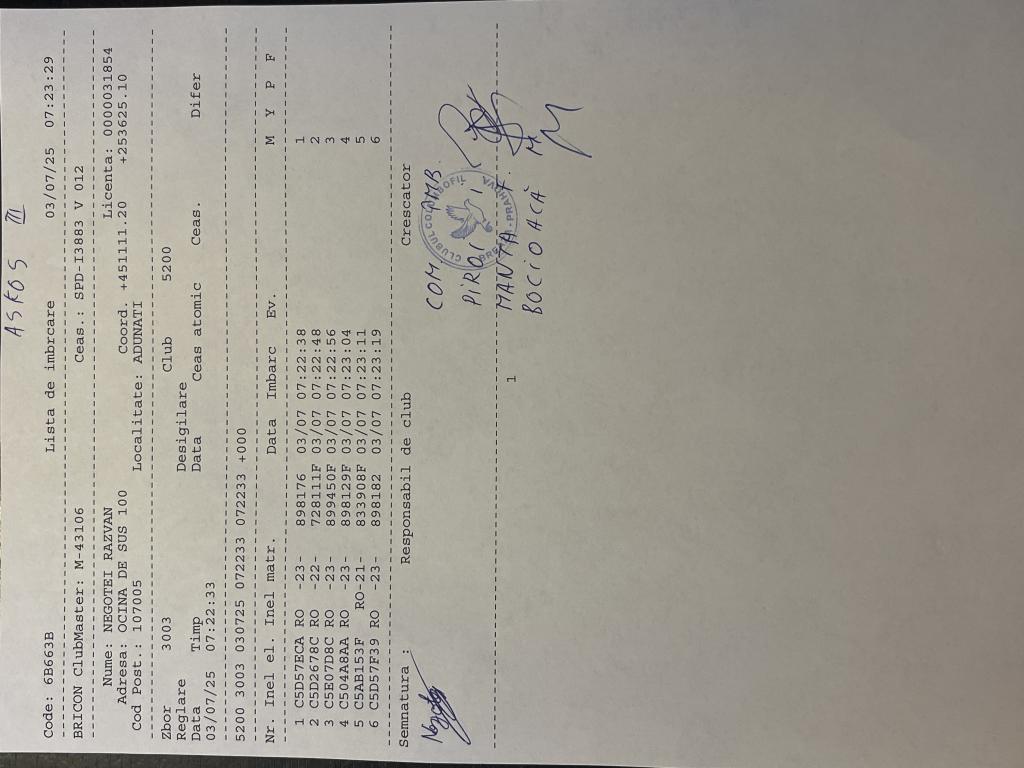 ASKOS III
Code: 6B663B Lista de imbrcare 03/07/25 07:23:29
BRICON ClubMaster: M-43106 Ceas.: SPD-I3883 V 012
Nume: NEGOTEI RAZVAN Licenta: 0000031854
Adresa: OCINA DE SUS 100 Coord. +451111.20 +253625.10
Cod Post.: 107005 Localitate: ADUNATI
Zbor 3003 Club 5200
Reglare Desigilare
Data Timp Data Ceas atomic Ceas. Difer
03/07/25 07:22:33
5200 3003 030725 072233 072233 +000
Nr. Inel el. Inel matr. Data Imbarc Ev. M Y P F
1 C5D57ECA RO -23- 898176 03/07 07:22:38 1
2 C5D2678C RO -22- 728111F 03/07 07:22:48 2
3 C5E07D8C RO -23- 899450F 03/07 07:22:56 3
4 C504A8AA RO -23- 898129F 03/07 07:23:04 4
5 C5AB153F RO-21- 833908F 03/07 07:23:11 5
6 C5D57F39 RO -23- 898182 03/07 07:23:19 6
Semnatura : Responsabil de club Crescator
COM AMB.
PIROI I
MANTA
BOCIOACĂ M
CLUBUL COLUMBOFIL
PRAHOVA
1